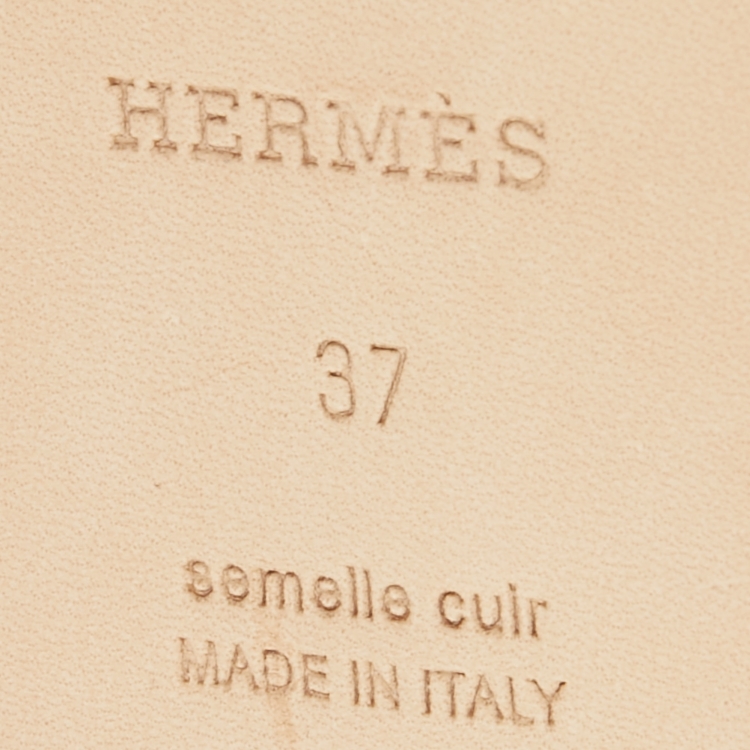 HERMÈS
37
semelle cuir
MADE IN ITALY